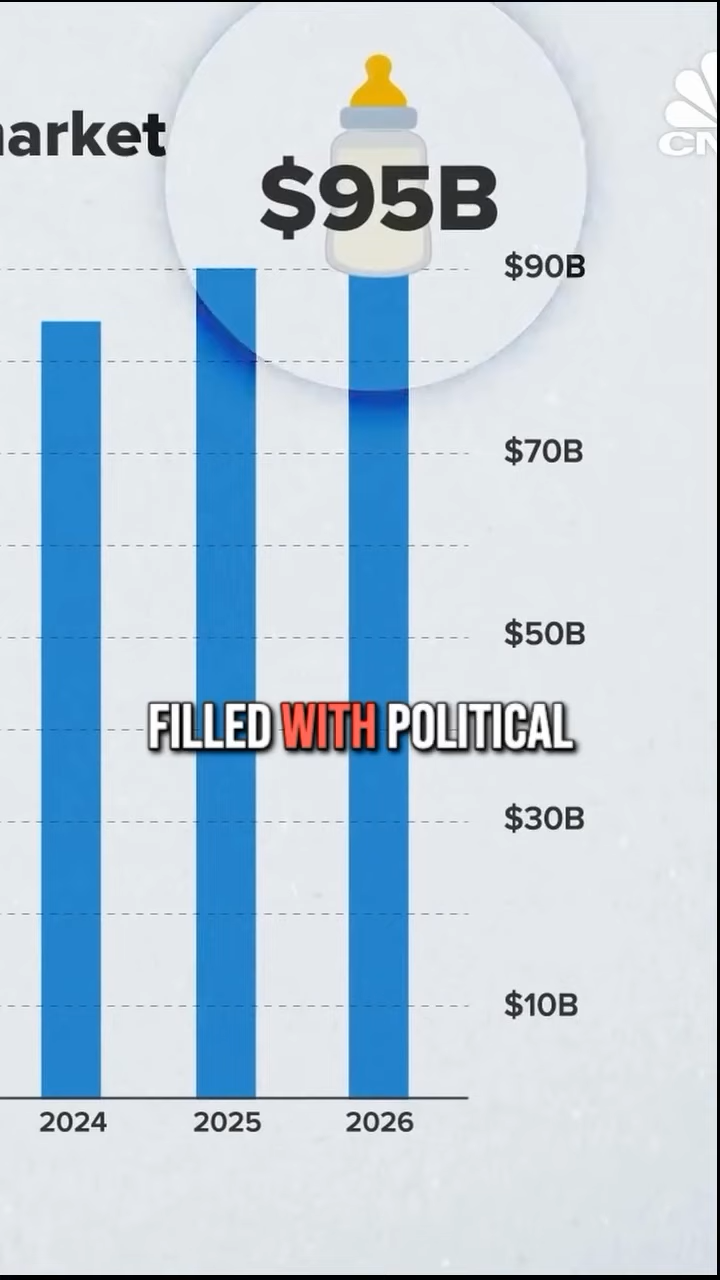 arket
$95B
$90B
$70B
$50B
FILLED WITH POLITICAL
$30B
$10B
2024 2025 2026